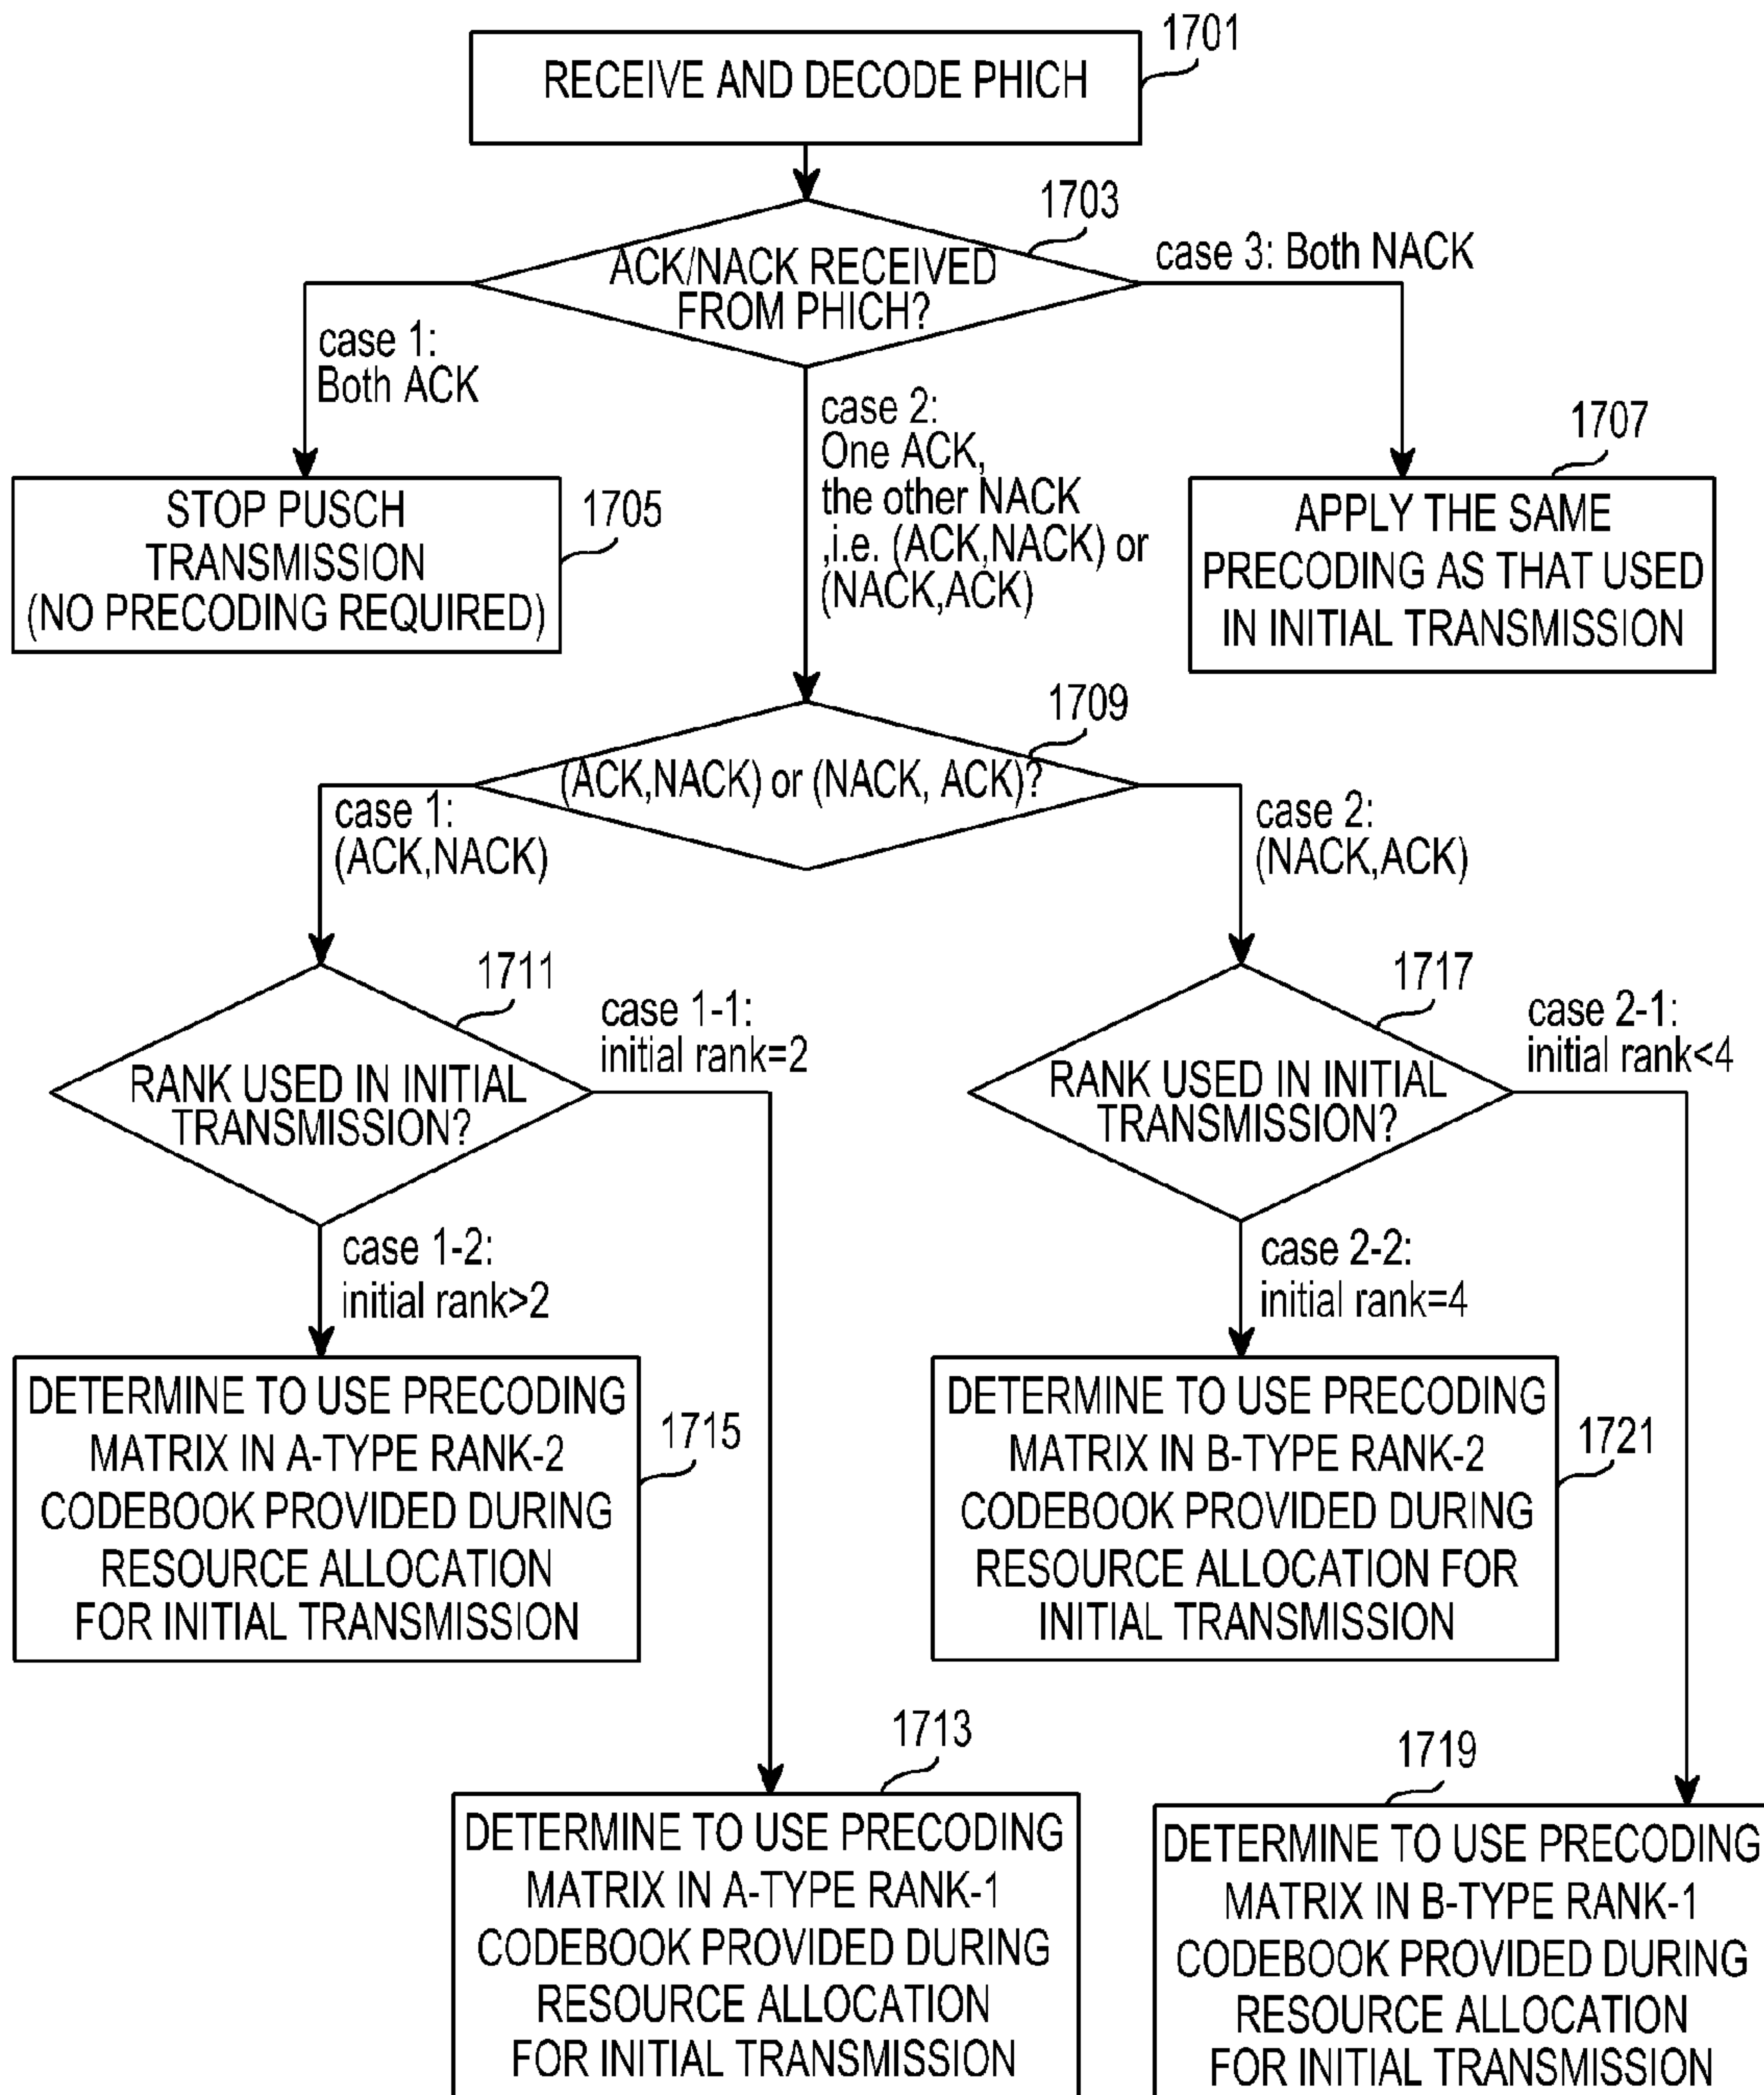 1701
RECEIVE AND DECODE PHICH
1703
ACK/NACK RECEIVED
FROM PHICH?
case 3: Both NACK
case 1:
Both ACK
case 2:
One ACK,
the other NACK
,i.e. (ACK,NACK) or
(NACK,ACK)
1705
STOP PUSCH
TRANSMISSION
(NO PRECODING REQUIRED)
1707
APPLY THE SAME
PRECODING AS THAT USED
IN INITIAL TRANSMISSION
1709
(ACK,NACK) or (NACK, ACK)?
case 1:
(ACK,NACK)
case 2:
(NACK,ACK)
1711
RANK USED IN INITIAL
TRANSMISSION?
case 1-1:
initial rank=2
1717
RANK USED IN INITIAL
TRANSMISSION?
case 2-1:
initial rank<4
case 1-2:
initial rank>2
case 2-2:
initial rank=4
DETERMINE TO USE PRECODING
MATRIX IN A-TYPE RANK-2
CODEBOOK PROVIDED DURING
RESOURCE ALLOCATION
FOR INITIAL TRANSMISSION
1715
DETERMINE TO USE PRECODING
MATRIX IN B-TYPE RANK-2
CODEBOOK PROVIDED DURING
RESOURCE ALLOCATION FOR
INITIAL TRANSMISSION
1721
1713
DETERMINE TO USE PRECODING
MATRIX IN A-TYPE RANK-1
CODEBOOK PROVIDED DURING
RESOURCE ALLOCATION
FOR INITIAL TRANSMISSION
1719
DETERMINE TO USE PRECODING
MATRIX IN B-TYPE RANK-1
CODEBOOK PROVIDED DURING
RESOURCE ALLOCATION
FOR INITIAL TRANSMISSION